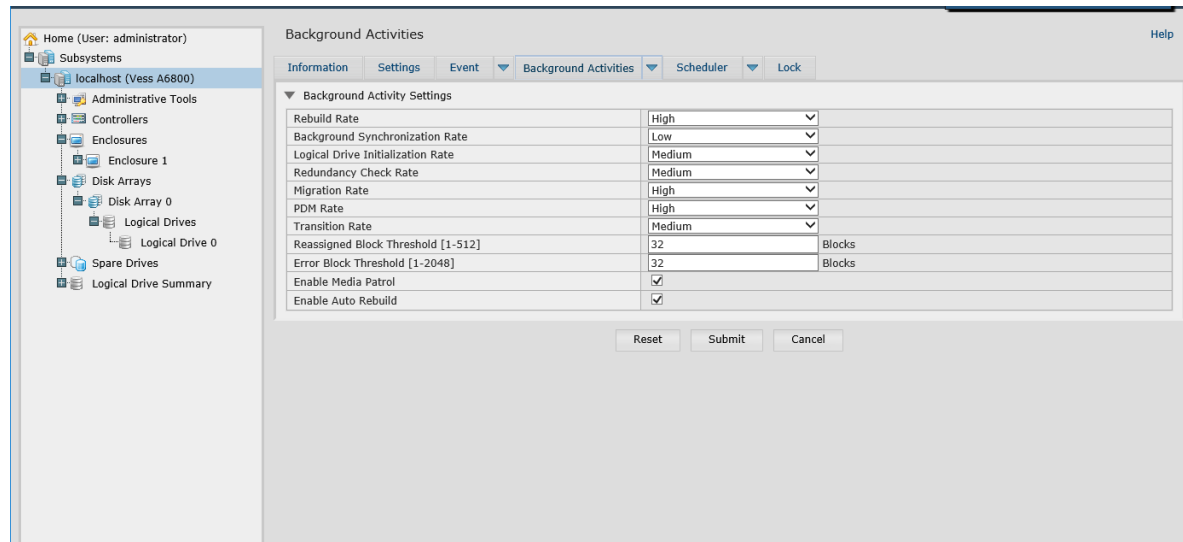 Home (User: administrator)
Subsystems
localhost (Vess A6800)
Administrative Tools
Controllers
Enclosures
Enclosure 1
Disk Arrays
Disk Array 0
Logical Drives
Logical Drive 0
Spare Drives
Logical Drive Summary
Background Activities
Help
Information Settings Event Background Activities Scheduler Lock
Background Activity Settings
Rebuild Rate High
Background Synchronization Rate Low
Logical Drive Initialization Rate Medium
Redundancy Check Rate Medium
Migration Rate High
PDM Rate High
Transition Rate Medium
Reassigned Block Threshold [1-512] 32 Blocks
Error Block Threshold [1-2048] 32 Blocks
Enable Media Patrol
Enable Auto Rebuild
Reset Submit Cancel